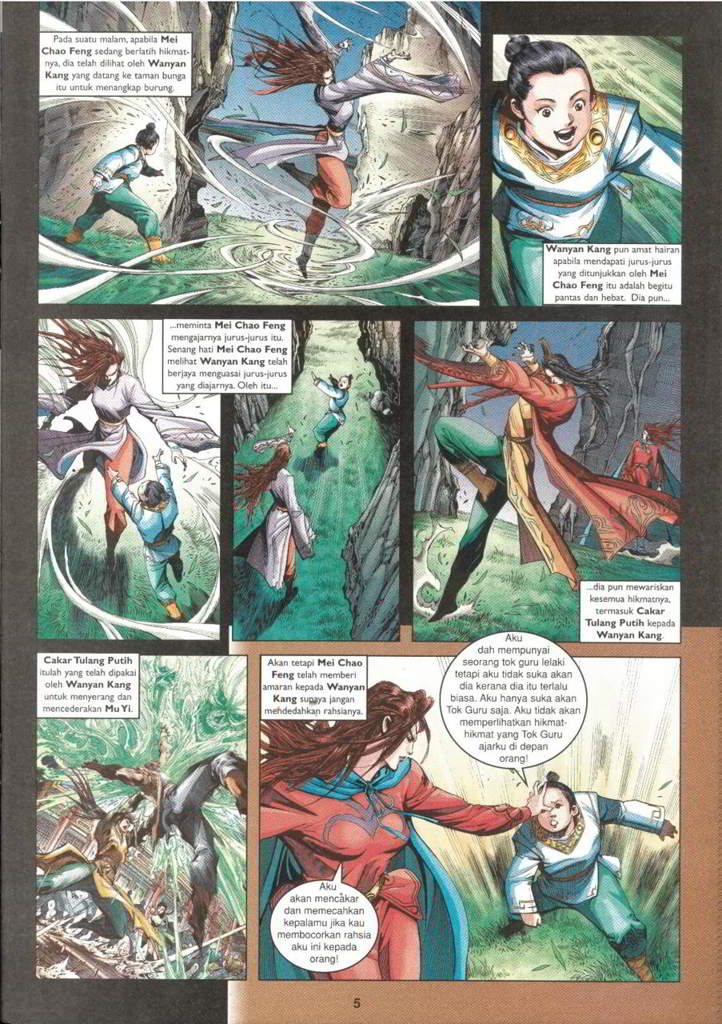 Pada suatu malam, apabila Mei
Chao Feng sedang berlatih hikmat-
nya, dia telah dilihat oleh Wanyan
Kang yang datang ke taman bunga
itu untuk menangkap burung.
Wanyan Kang pun amat hairan
apabila mendapati jurus-jurus
yang ditunjukkan oleh Mei
Chao Feng itu adalah begitu
pantas dan hebat. Dia pun...
...meminta Mei Chao Feng
mengajarnya jurus-jurus itu.
Senang hati Mei Chao Feng
melihat Wanyan Kang telah
berjaya menguasai jurus-jurus
yang diajarnya. Oleh itu...
...dia pun mewariskan
kesemua hikmatnya,
termasuk Cakar
Tulang Putih kepada
Wanyan Kang.
Cakar Tulang Putih
itulah yang telah dipakai
oleh Wanyan Kang
untuk menyerang dan
mencederakan Mu Yi.
Akan tetapi Mei Chao
Feng telah memberi
amaran kepada Wanyan
Kang supaya jangan
mendedahkan rahsianya.
Aku
dah mempunyai
seorang tok guru lelaki
tetapi aku tidak suka akan
dia kerana dia itu terlalu
biasa. Aku hanya suka akan
Tok Guru saja. Aku tidak akan
memperlihatkan hikmat-
hikmat yang Tok Guru
ajarku di depan
orang!
Aku
akan mencakar
dan memecahkan
kepalamu jika kau
membocorkan rahsia
aku ini kepada
orang!
5